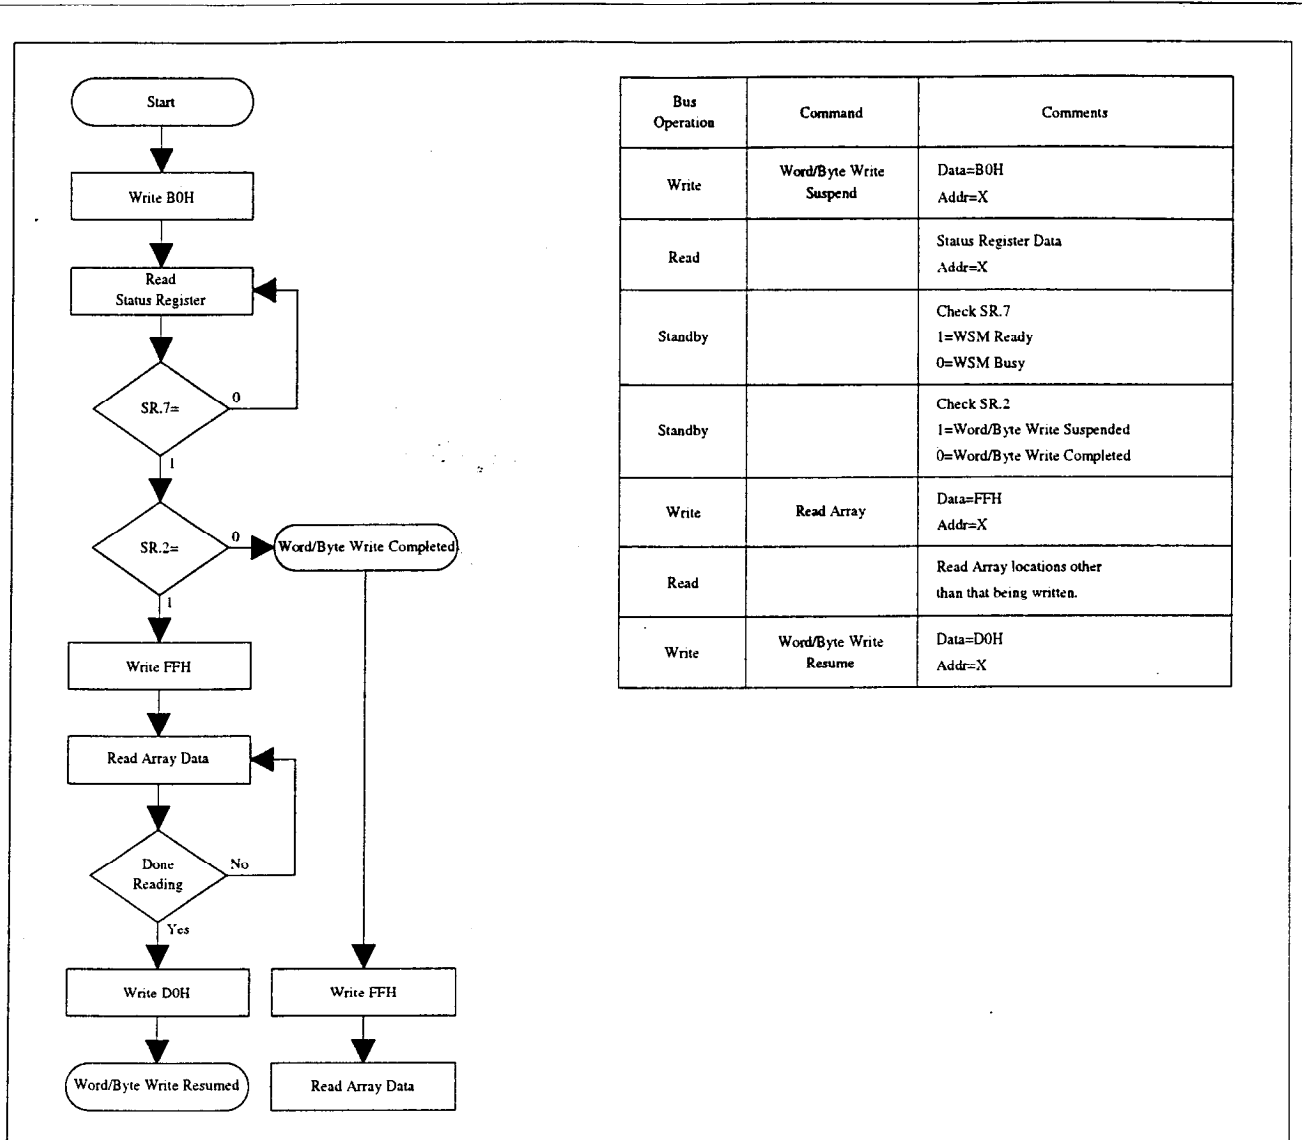 Start
Write B0H
Read
Status Register
SR.7=
0
1
SR.2=
0
Word/Byte Write Completed
1
Write FFH
Read Array Data
Done
Reading
No
Yes
Write D0H
Write FFH
Word/Byte Write Resumed
Read Array Data
Bus
Operation
Command
Comments
Write
Word/Byte Write
Suspend
Data=B0H
Addr=X
Read
Status Register Data
Addr=X
Standby
Check SR.7
1=WSM Ready
0=WSM Busy
Standby
Check SR.2
1=Word/Byte Write Suspended
0=Word/Byte Write Completed
Write
Read Array
Data=FFH
Addr=X
Read
Read Array locations other
than that being written.
Write
Word/Byte Write
Resume
Data=D0H
Addr=X